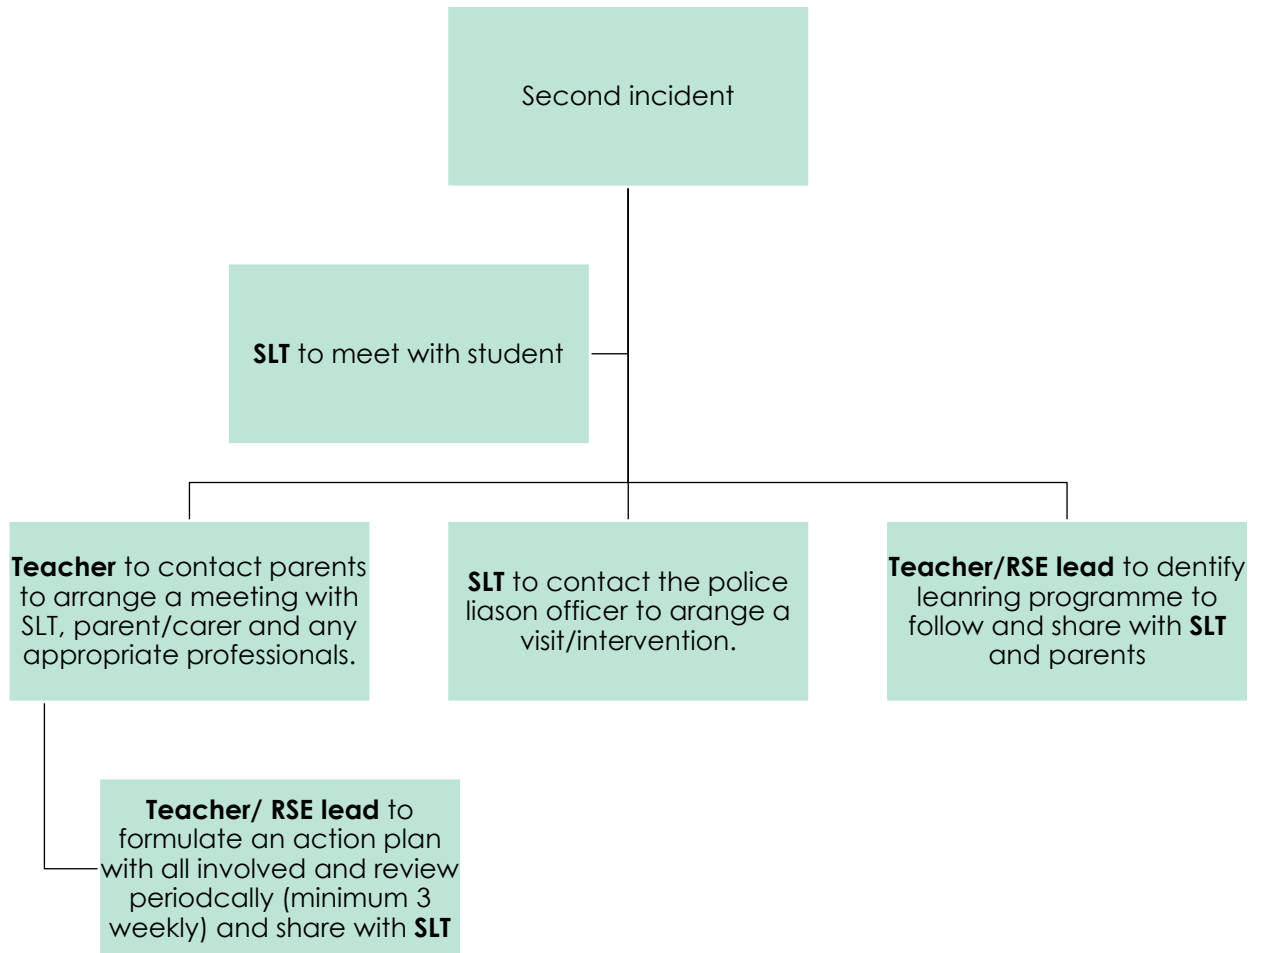 Second incident
SLT to meet with student
Teacher to contact parents
to arrange a meeting with
SLT, parent/carer and any
appropriate professionals.
SLT to contact the police
liason officer to arange a
visit/intervention.
Teacher/RSE lead to dentify
leanring programme to
follow and share with SLT
and parents
Teacher/ RSE lead to
formulate an action plan
with all involved and review
periodcally (minimum 3
weekly) and share with SLT